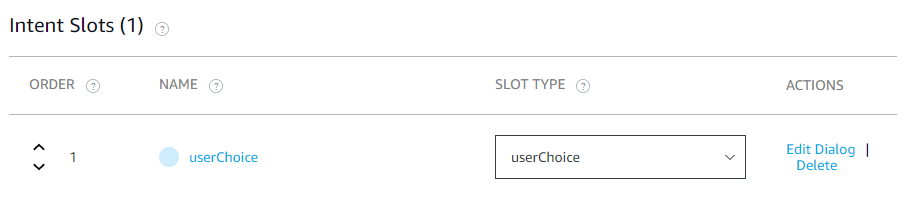 Intent Slots (1) ?
ORDER ? NAME ? SLOT TYPE ? ACTIONS
1 userChoice userChoice Edit Dialog |
Delete